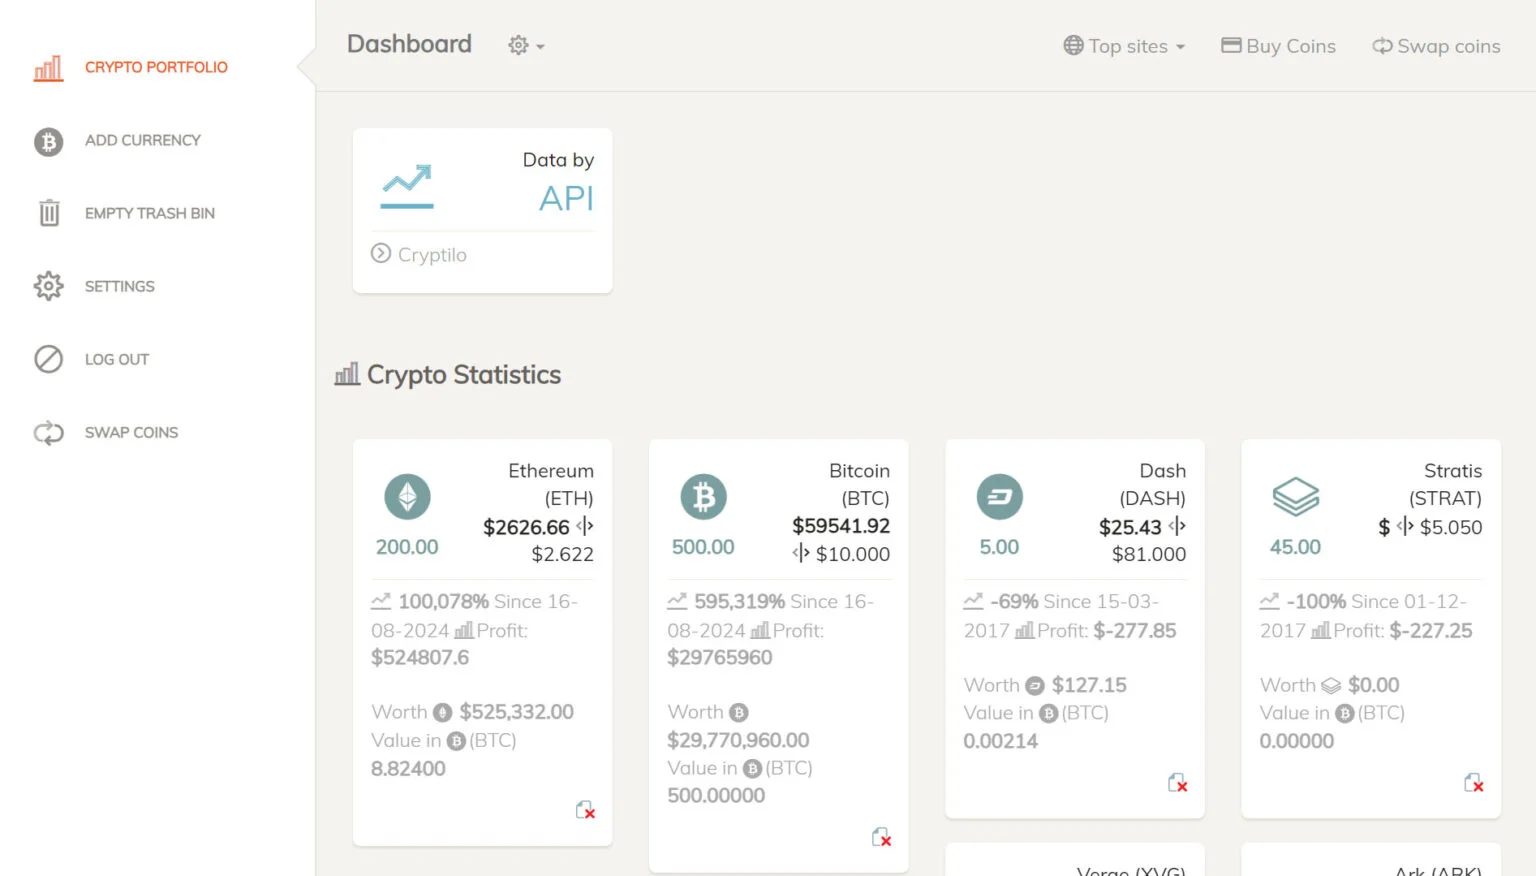 CRYPTO PORTFOLIO
ADD CURRENCY
EMPTY TRASH BIN
SETTINGS
LOG OUT
SWAP COINS
Dashboard
Top sites
Buy Coins
Swap coins
Data by
API
Cryptilo
Crypto Statistics
Ethereum
(ETH)
$2626.66
$2.622
200.00
100,078% Since 16-
08-2024 Profit:
$524807.6
Worth $525,332.00
Value in (BTC)
8.82400
Bitcoin
(BTC)
$59541.92
$10.000
500.00
595,319% Since 16-
08-2024 Profit:
$29765960
Worth
$29,770,960.00
Value in (BTC)
500.00000
Dash
(DASH)
$25.43
$81.000
5.00
-69% Since 15-03-
2017 Profit: $-277.85
Worth $127.15
Value in (BTC)
0.00214
Stratis
(STRAT)
$ $5.050
45.00
-100% Since 01-12-
2017 Profit: $-227.25
Worth $0.00
Value in (BTC)
0.00000
Verge (XVG)
Ark (ARK)